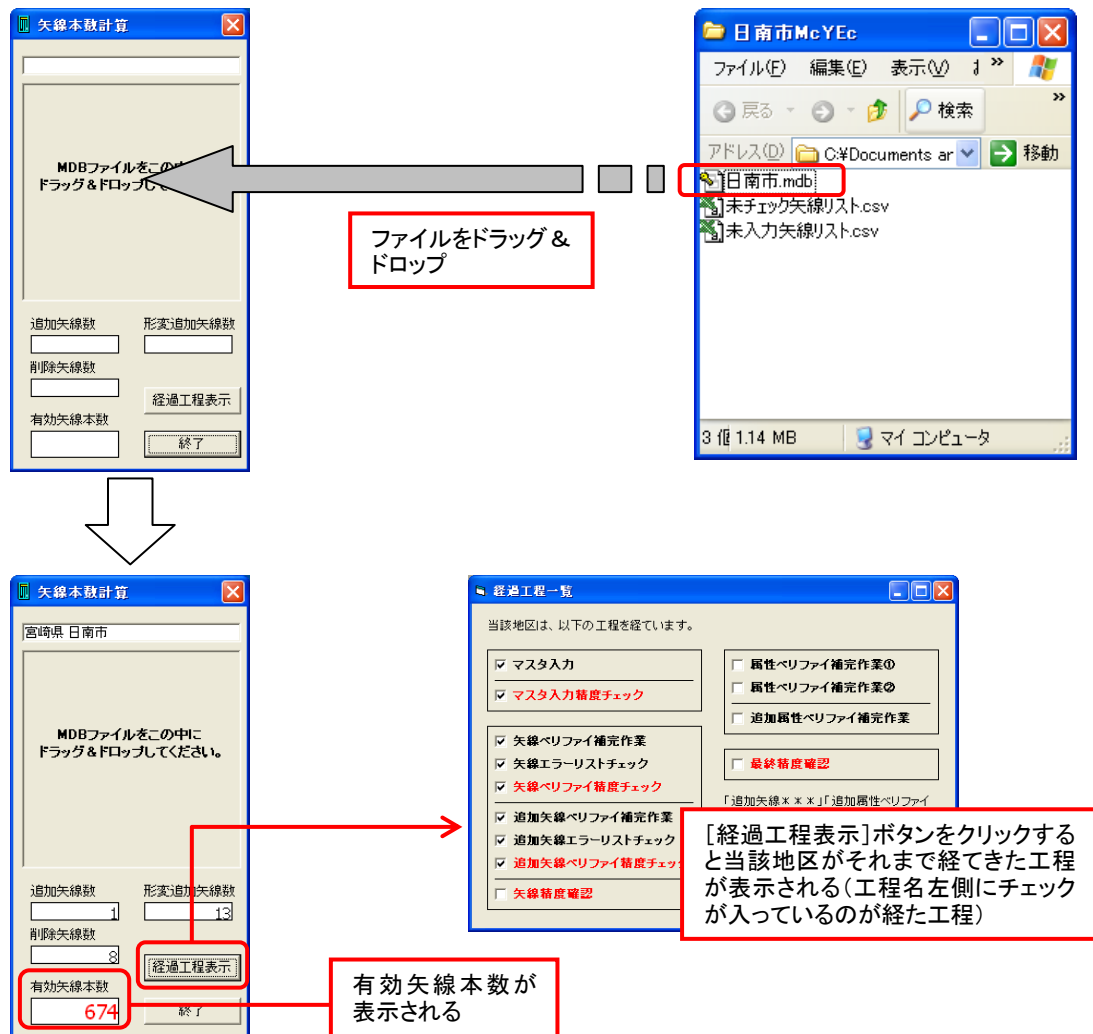 矢線本数計算
MDBファイルをこの中
ドラッグ&ドロップして
追加矢線数
形変追加矢線数
削除矢線数
経過工程表示
有効矢線本数
終了
ファイルをドラッグ&
ドロップ
日南市McYEc
ファイル(F) 編集(E) 表示(V) »
戻る 検索 »
アドレス(D) C:¥Documents ar 移動
日南市.mdb
未チェック矢線リスト.csv
未入力矢線リスト.csv
3 1.14 MB マイ コンピュータ
矢線本数計算
宮崎県 日南市
MDBファイルをこの中に
ドラッグ&ドロップしてください。
追加矢線数
形変追加矢線数
1
13
削除矢線数
8
経過工程表示
有効矢線本数
674
終了
有効矢線本数が
表示される
経過工程一覧
当該地区は、以下の工程を経ています。
マスタ入力
マスタ入力精度チェック
矢線ベリファイ補完作業
矢線エラーリストチェック
矢線ベリファイ精度チェック
追加矢線ベリファイ補完作業
追加矢線エラーリストチェック
追加矢線ベリファイ精度チェッ
矢線精度確認
属性ベリファイ補完作業①
属性ベリファイ補完作業②
追加属性ベリファイ補完作業
最終精度確認
「追加矢線***」「追加属性ベリファイ
[経過工程表示]ボタンをクリックする
と当該地区がそれまで経てきた工程
が表示される(工程名左側にチェック
が入っているのが経た工程)